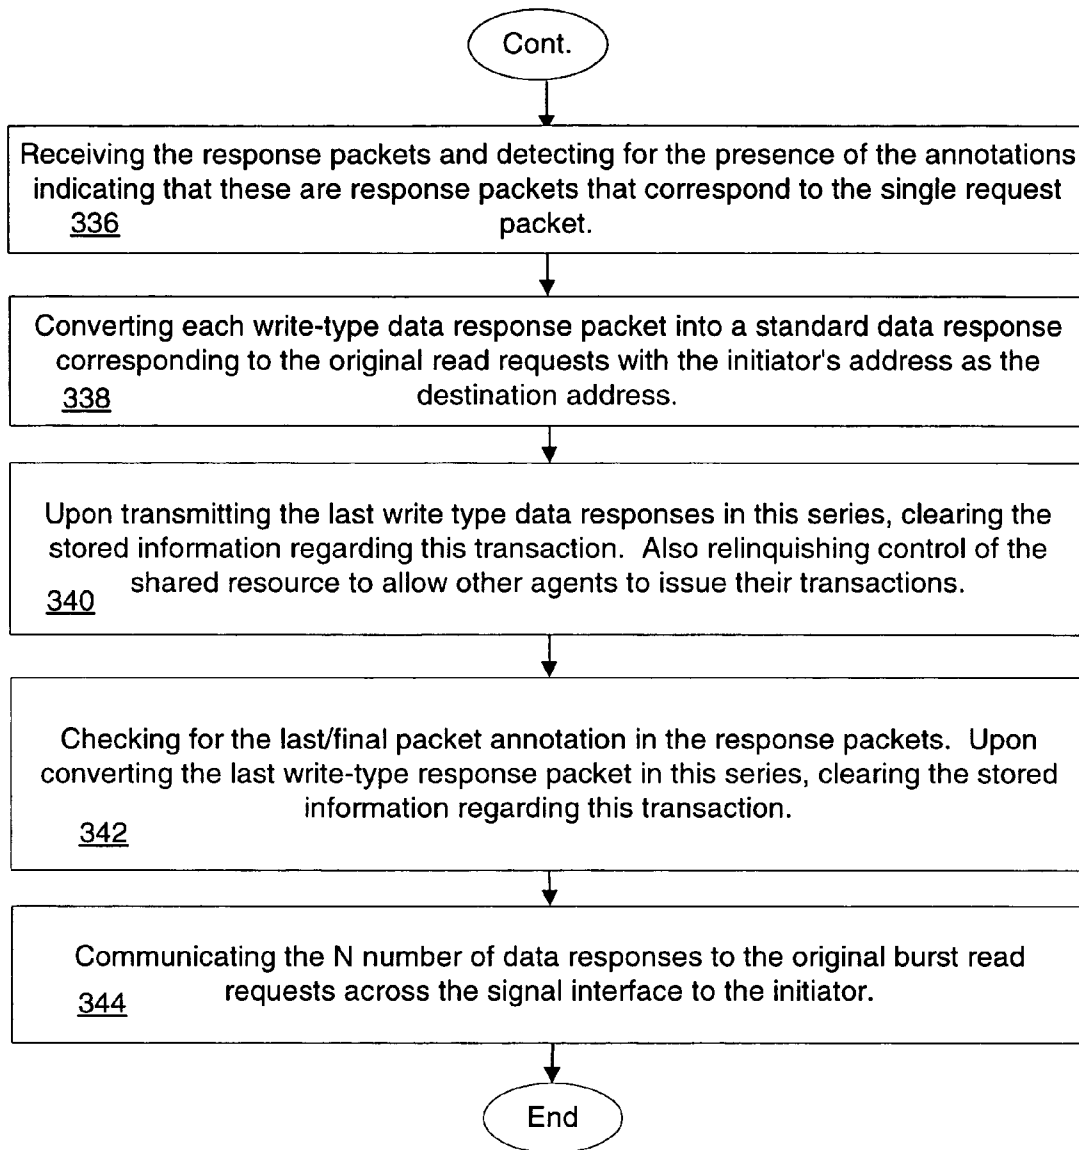 Cont.
Receiving the response packets and detecting for the presence of the annotations
indicating that these are response packets that correspond to the single request
336 packet.
Converting each write-type data response packet into a standard data response
corresponding to the original read requests with the initiator's address as the
338 destination address.
Upon transmitting the last write type data responses in this series, clearing the
stored information regarding this transaction. Also relinquishing control of the
340 shared resource to allow other agents to issue their transactions.
Checking for the last/final packet annotation in the response packets. Upon
converting the last write-type response packet in this series, clearing the stored
information regarding this transaction.
342
Communicating the N number of data responses to the original burst read
344 requests across the signal interface to the initiator.
End